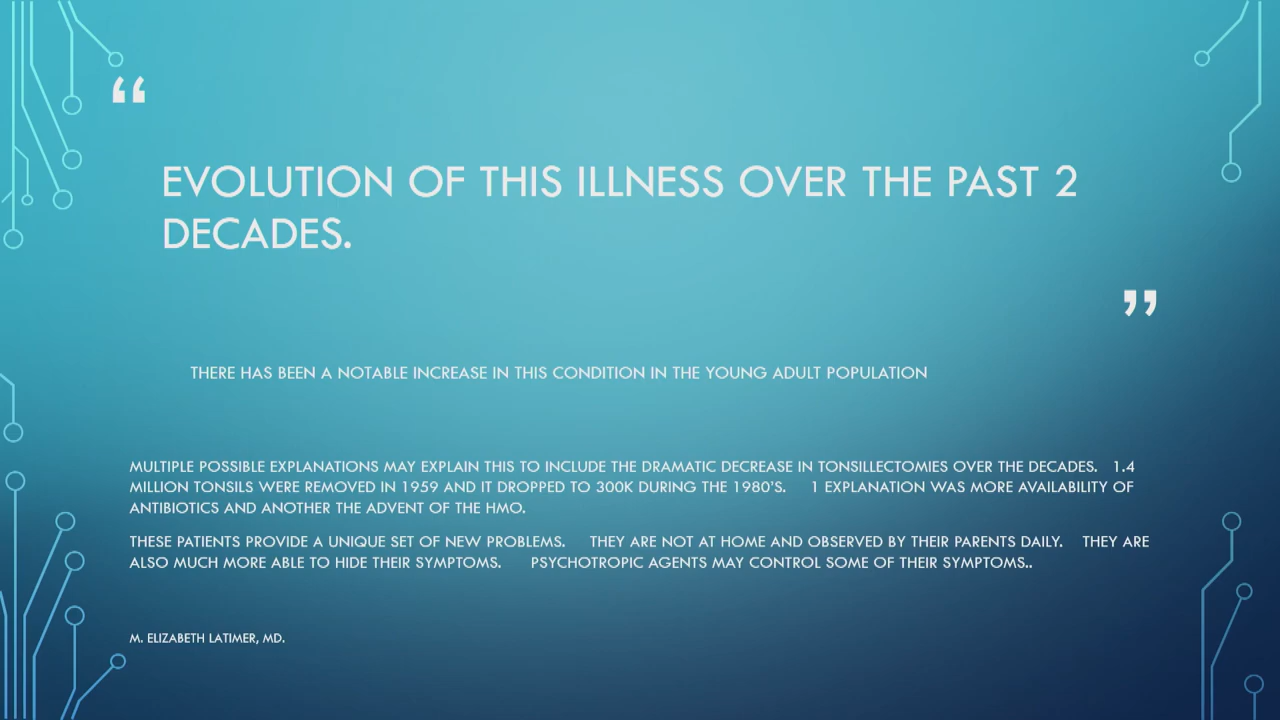 “
EVOLUTION OF THIS ILLNESS OVER THE PAST 2
DECADES.
”
THERE HAS BEEN A NOTABLE INCREASE IN THIS CONDITION IN THE YOUNG ADULT POPULATION
MULTIPLE POSSIBLE EXPLANATIONS MAY EXPLAIN THIS TO INCLUDE THE DRAMATIC DECREASE IN TONSILLECTOMIES OVER THE DECADES. 1.4
MILLION TONSILS WERE REMOVED IN 1959 AND IT DROPPED TO 300K DURING THE 1980'S. 1 EXPLANATION WAS MORE AVAILABILITY OF
ANTIBIOTICS AND ANOTHER THE ADVENT OF THE HMO.
THESE PATIENTS PROVIDE A UNIQUE SET OF NEW PROBLEMS. THEY ARE NOT AT HOME AND OBSERVED BY THEIR PARENTS DAILY. THEY ARE
ALSO MUCH MORE ABLE TO HIDE THEIR SYMPTOMS. PSYCHOTROPIC AGENTS MAY CONTROL SOME OF THEIR SYMPTOMS..
M. ELIZABETH LATIMER, MD.